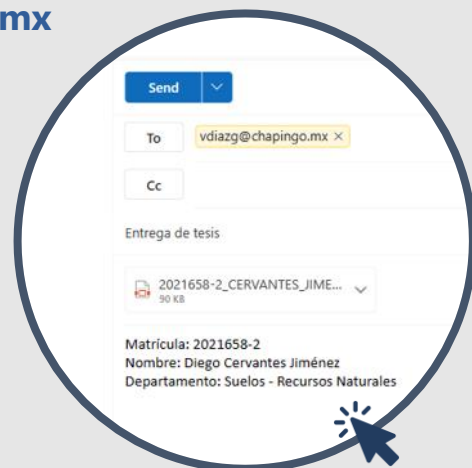 mx
Send
To vdiazg@chapingo.mx ×
Cc
Entrega de tesis
2021658-2_CERVANTES_JIME...
90 KB
Matrícula: 2021658-2
Nombre: Diego Cervantes Jiménez
Departamento: Suelos - Recursos Naturales